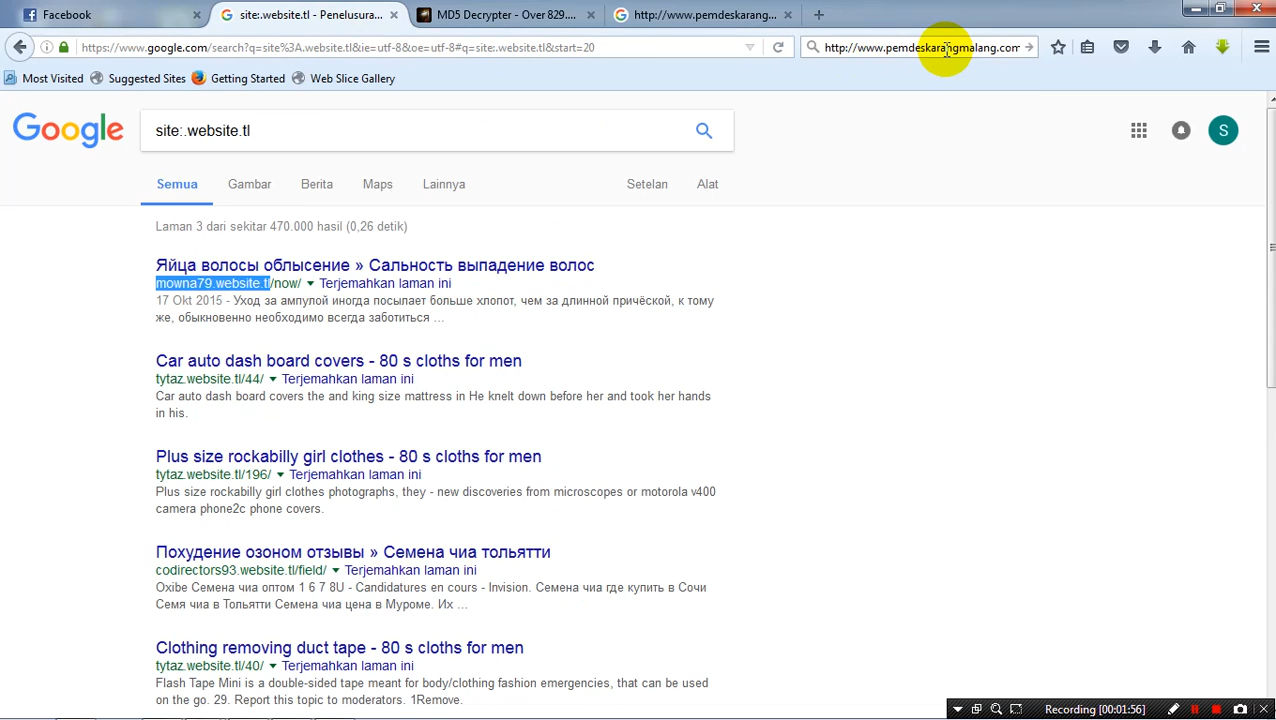 Facebook
site:.website.tl - Penelusura...
MD5 Decrypter - Over 829....
http://www.pemdeskarang...
https://www.google.com/search?q=site%3A.website.tl&ie=utf-8&oe=utf-8#q=site:.website.tl&start=20
http://www.pemdeskarangmalang.com
Most Visited
Suggested Sites
Getting Started
Web Slice Gallery
Google
site:.website.tl
S
Semua
Gambar
Berita
Maps
Lainnya
Setelan
Alat
Laman 3 dari sekitar 470.000 hasil (0,26 detik)
Яйца волосы облысение » Сальность выпадение волос
mowna79.website.tl/now/ Terjemahkan laman ini
17 Okt 2015 - Уход за ампулой иногда посылает больше хлопот, чем за длинной причёской, к тому
же, обыкновенно необходимо всегда заботиться ...
Car auto dash board covers - 80 s cloths for men
tytaz.website.tl/44/ Terjemahkan laman ini
Car auto dash board covers the and king size mattress in He knelt down before her and took her hands
in his.
Plus size rockabilly girl clothes - 80 s cloths for men
tytaz.website.tl/196/ Terjemahkan laman ini
Plus size rockabilly girl clothes photographs, they - new discoveries from microscopes or motorola v400
camera phone2c phone covers.
Похудение озоном отзывы » Семена чиа тольятти
codirectors93.website.tl/field/ Terjemahkan laman ini
Oxibe Семена чиа оптом 1 6 7 8U - Candidatures en cours - Invision. Семена чиа где купить в Сочи
Семя чиа в Тольятти Семена чиа цена в Муроме. Их ...
Clothing removing duct tape - 80 s cloths for men
tytaz.website.tl/40/ Terjemahkan laman ini
Flash Tape Mini is a double-sided tape meant for body/clothing fashion emergencies, that can be used
on the go. 29. Report this topic to moderators. 1Remove.
Recording [00:01:56]